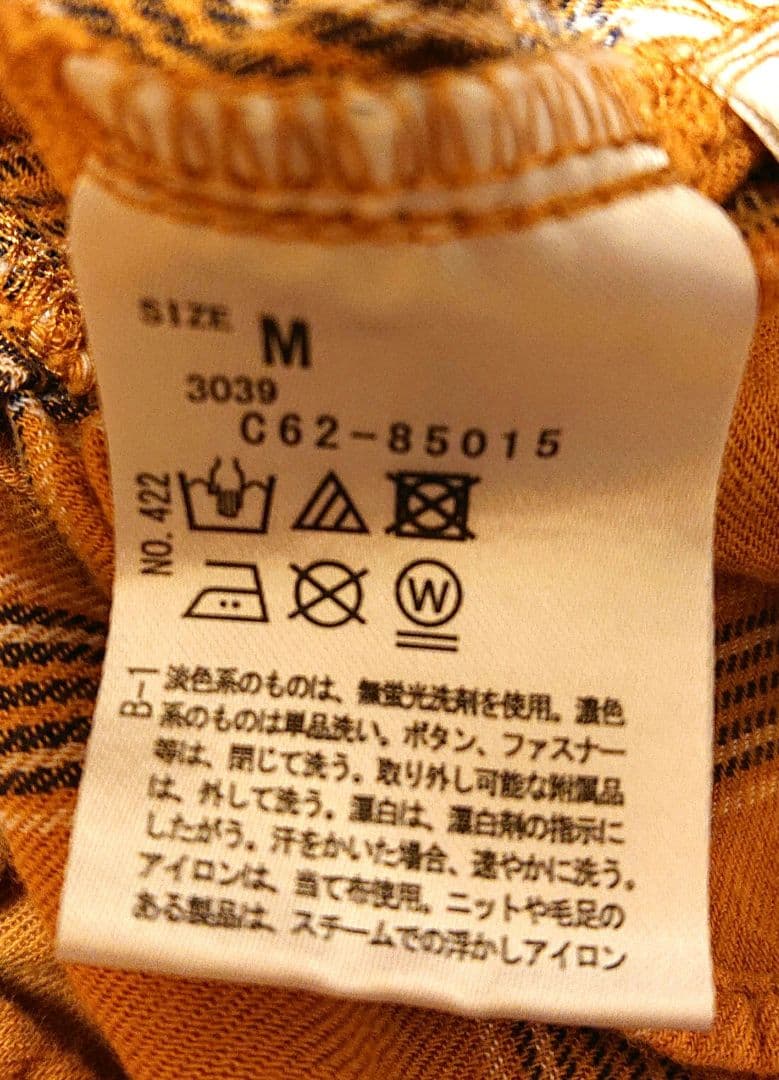 SIZE M
3039
C62-85015
NO. 422
W
B-1
淡色系のものは、無蛍光洗剤を使用。濃色
系のものは単品洗い。ボタン、ファスナー
等は、閉じて洗う。取り外し可能な附属品
は、外して洗う。漂白は、漂白剤の指示に
したがう。汗をかいた場合、速やかに洗う。
アイロンは、当て布使用。ニットや毛足の
ある製品は、スチームでの浮かしアイロン